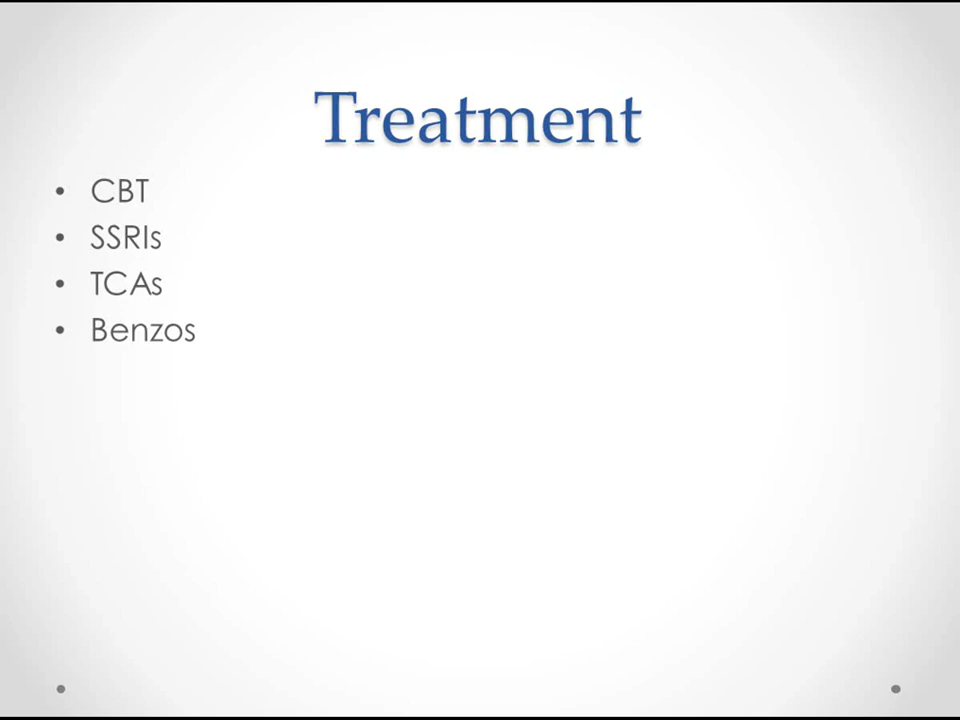 Treatment
• CBT
• SSRIs
• TCAs
• Benzos